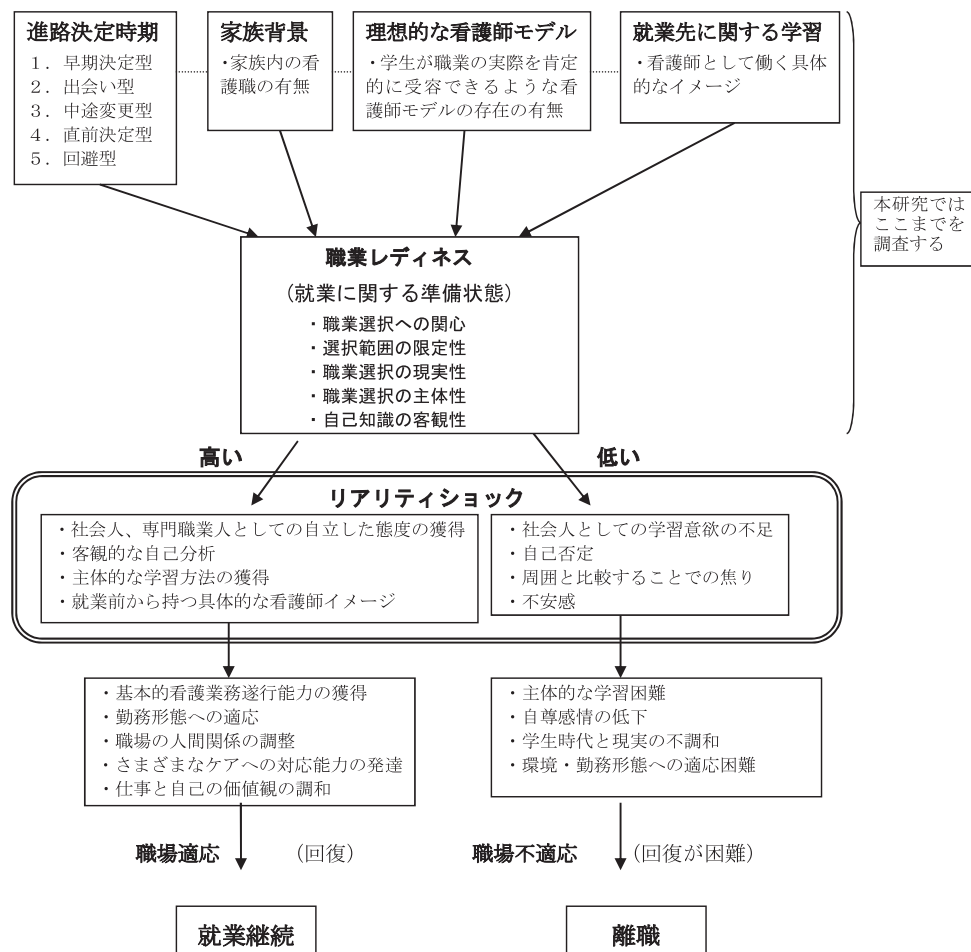 進路決定時期
1．早期決定型
2．出会い型
3．中途変更型
4．直前決定型
5．回避型
家族背景
・家族内の看
護職の有無
理想的な看護師モデル
・学生が職業の実際を肯定
的に受容できるような看
護師モデルの存在の有無
就業先に関する学習
・看護師として働く具体
的なイメージ
本研究では
ここまでを
調査する
職業レディネス
(就業に関する準備状態)
・職業選択への関心
・選択範囲の限定性
・職業選択の現実性
・職業選択の主体性
・自己知識の客観性
高い
低い
リアリティショック
・社会人、専門職業人としての自立した態度の獲得
・客観的な自己分析
・主体的な学習方法の獲得
・就業前から持つ具体的な看護師イメージ
・社会人としての学習意欲の不足
・自己否定
・周囲と比較することでの焦り
・不安感
・基本的看護業務遂行能力の獲得
・勤務形態への適応
・職場の人間関係の調整
・さまざまなケアへの対応能力の発達
・仕事と自己の価値観の調和
・主体的な学習困難
・自尊感情の低下
・学生時代と現実の不調和
・環境・勤務形態への適応困難
職場適応 (回復)
職場不適応 (回復が困難)
就業継続
離職